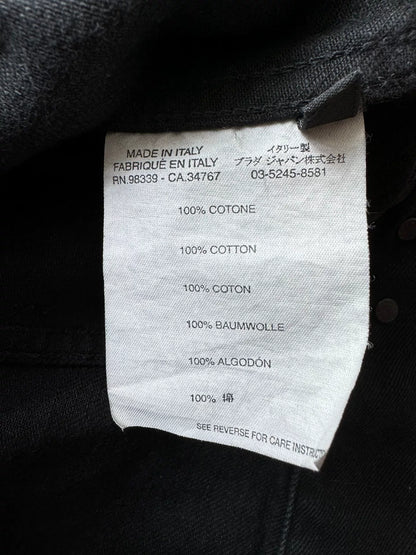 MADE IN ITALY イタリー製
FABRIQUÉ EN ITALY プラダ ジャパン株式会社
RN.98339 - CA.34767 03-5245-8581
100% COTONE
100% COTTON
100% COTON
100% BAUMWOLLE
100% ALGODÓN
100% 棉
SEE REVERSE FOR CARE INSTRUCT